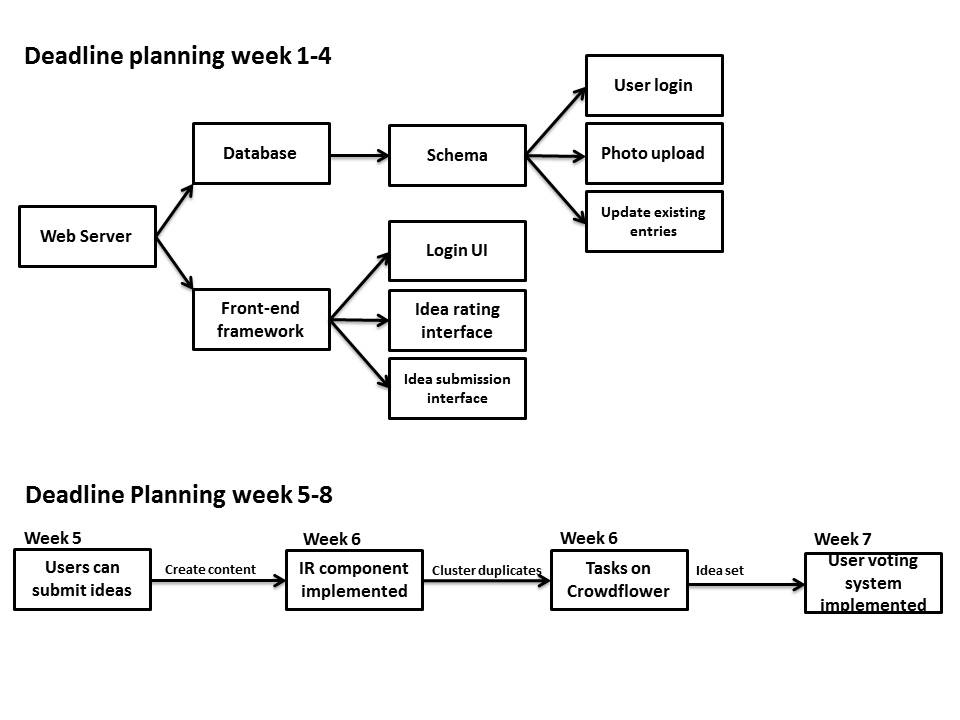 Deadline planning week 1-4
User login
Database
Schema
Photo upload
Update existing
entries
Web Server
Login UI
Front-end
framework
Idea rating
interface
Idea submission
interface
Deadline Planning week 5-8
Week 5
Week 6
Week 6
Week 7
Users can
submit ideas
Create content
IR component
implemented
Cluster duplicates
Tasks on
Crowdflower
Idea set
User voting
system
implemented